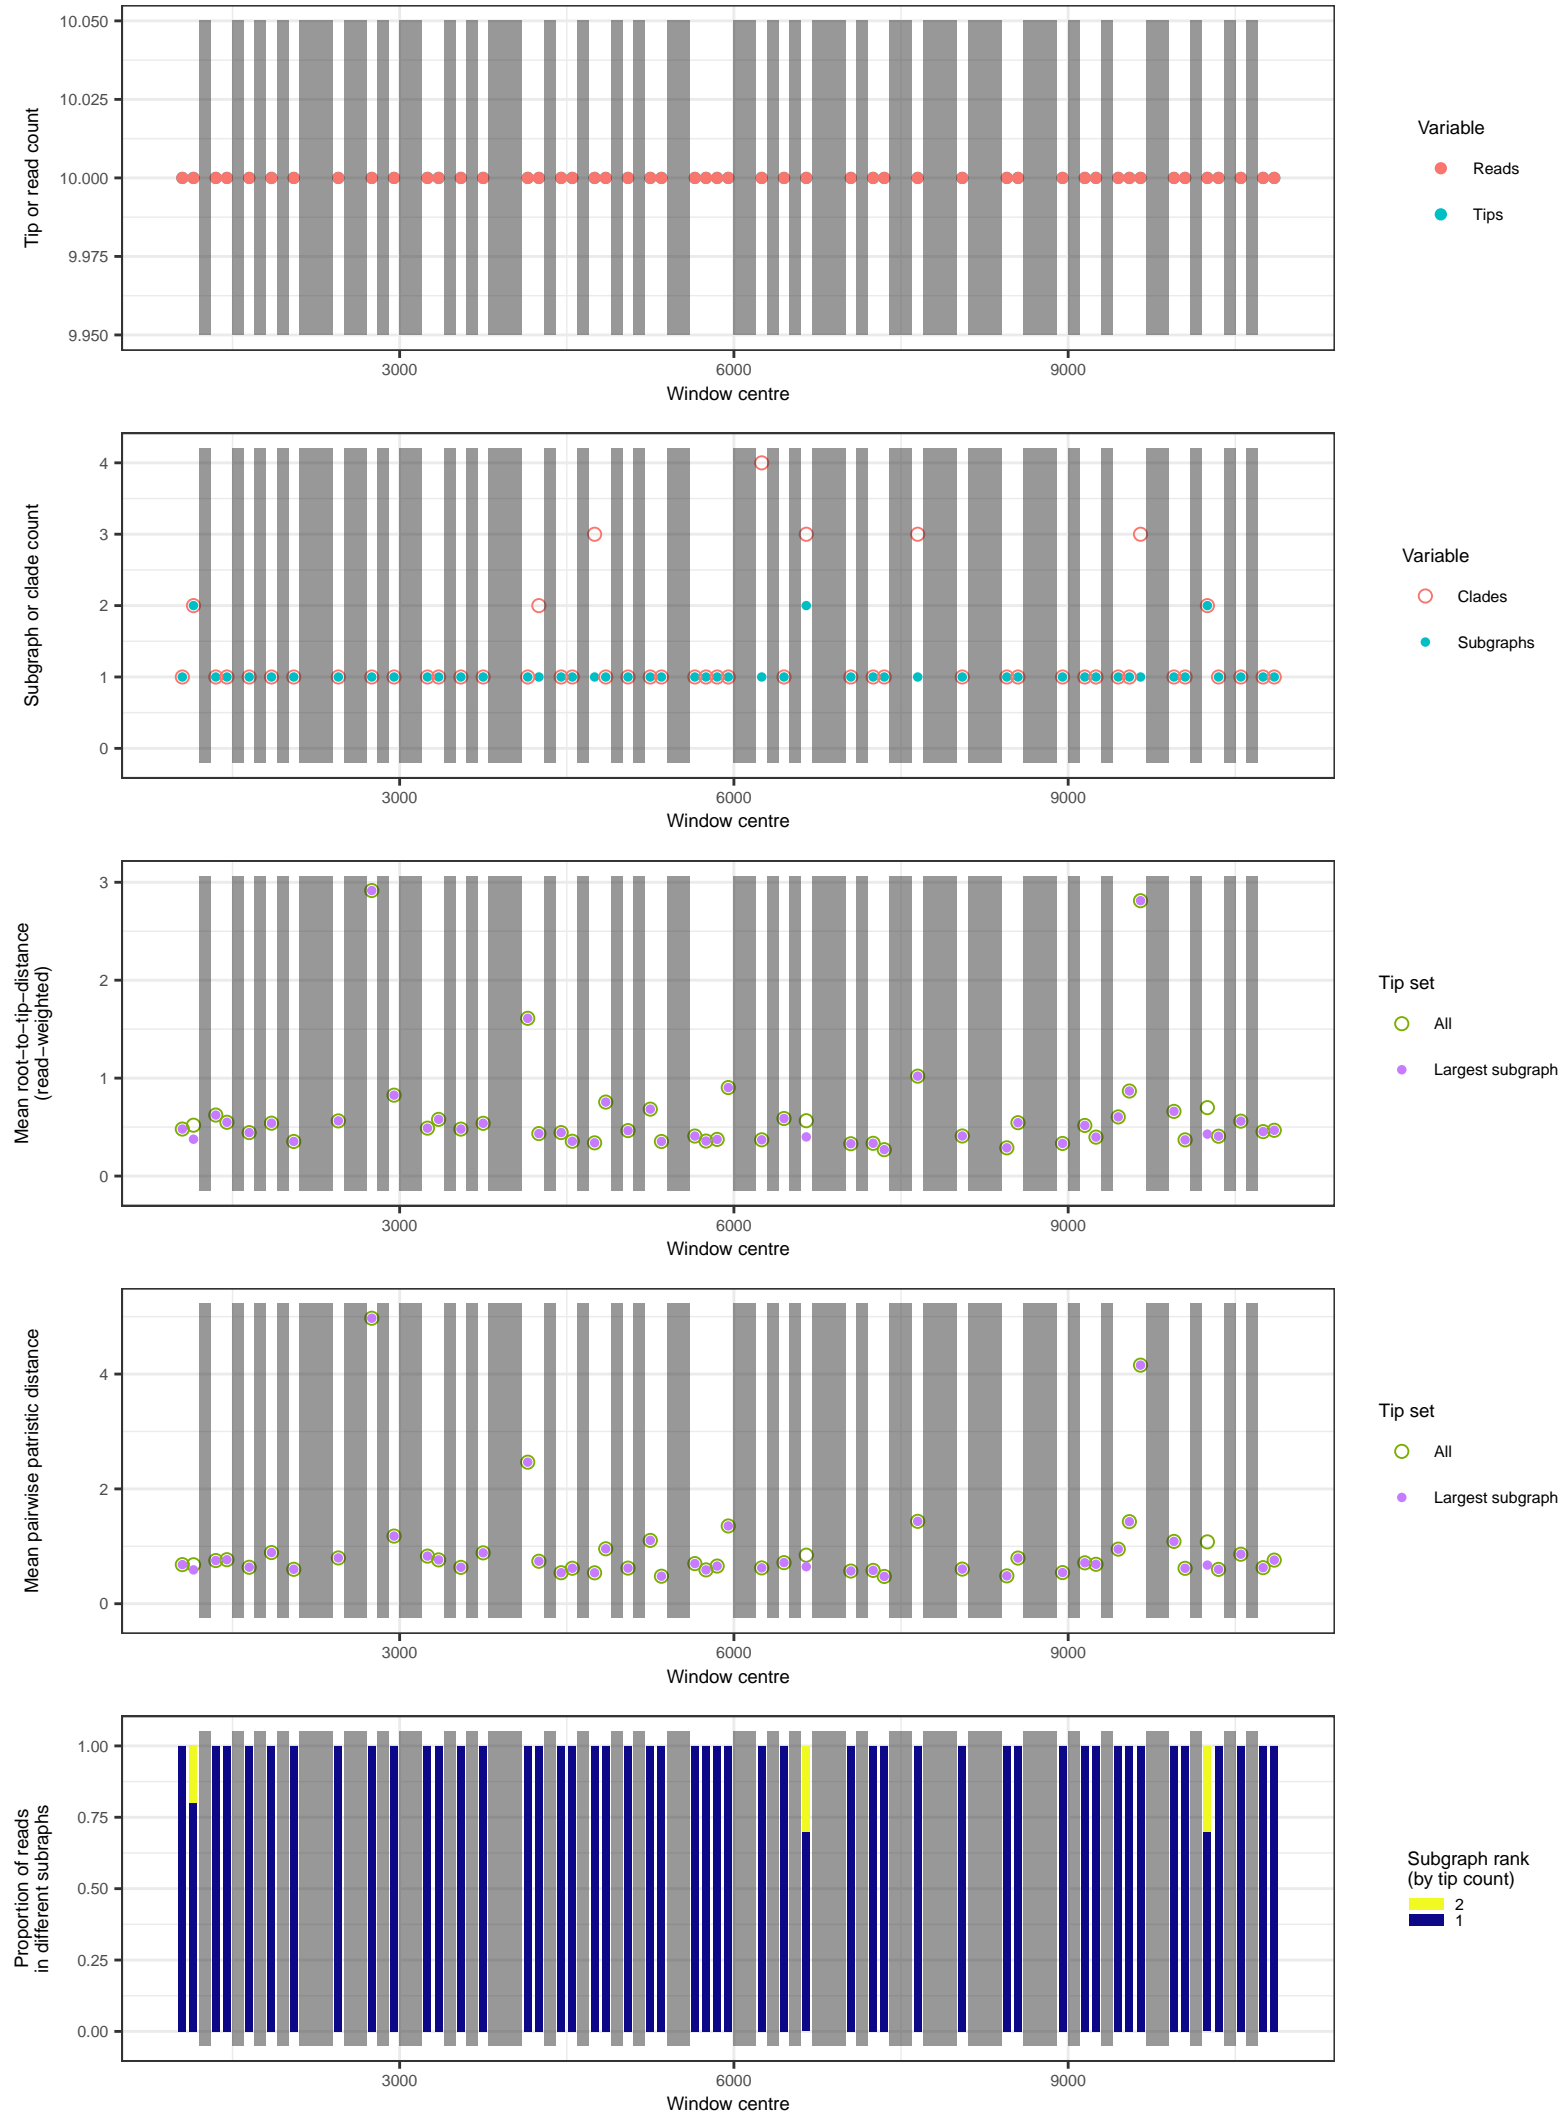 10.050
10.025
10.000
9.975
9.950
Tip or read count
3000
6000
9000
Window centre
Variable
Reads
Tips
4
3
2
1
0
Subgraph or clade count
3000
6000
9000
Window centre
Variable
Clades
Subgraphs
3
2
1
0
Mean root−to−tip−distance
(read−weighted)
3000
6000
9000
Window centre
Tip set
All
Largest subgraph
4
2
0
Mean pairwise patristic distance
3000
6000
9000
Window centre
Tip set
All
Largest subgraph
1.00
0.75
0.50
0.25
0.00
Proportion of reads
in different subraphs
3000
6000
9000
Window centre
Subgraph rank
(by tip count)
2
1